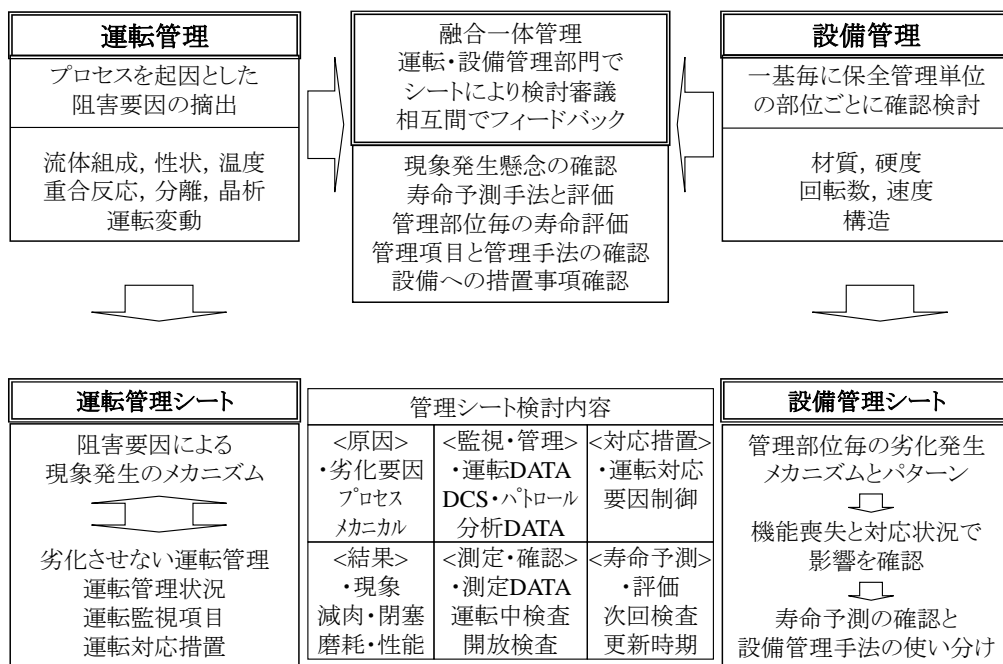 運転管理
プロセスを起因とした
阻害要因の摘出
流体組成, 性状, 温度
重合反応, 分離, 晶析
運転変動
融合一体管理
運転・設備管理部門で
シートにより検討審議
相互間でフィードバック
現象発生懸念の確認
寿命予測手法と評価
管理部位毎の寿命評価
管理項目と管理手法の確認
設備への措置事項確認
設備管理
一基毎に保全管理単位
の部位ごとに確認検討
材質, 硬度
回転数, 速度
構造
運転管理シート
阻害要因による
現象発生のメカニズム
劣化させない運転管理
運転管理状況
運転監視項目
運転対応措置
管理シート検討内容
<原因>
・劣化要因
プロセス
メカニカル
<監視・管理>
・運転DATA
DCS・パトロール
分析DATA
<対応措置>
・運転対応
要因制御
<結果>
・現象
減肉・閉塞
磨耗・性能
<測定・確認>
・測定DATA
運転中検査
開放検査
<寿命予測>
・評価
次回検査
更新時期
設備管理シート
管理部位毎の劣化発生
メカニズムとパターン
機能喪失と対応状況で
影響を確認
寿命予測の確認と
設備管理手法の使い分け